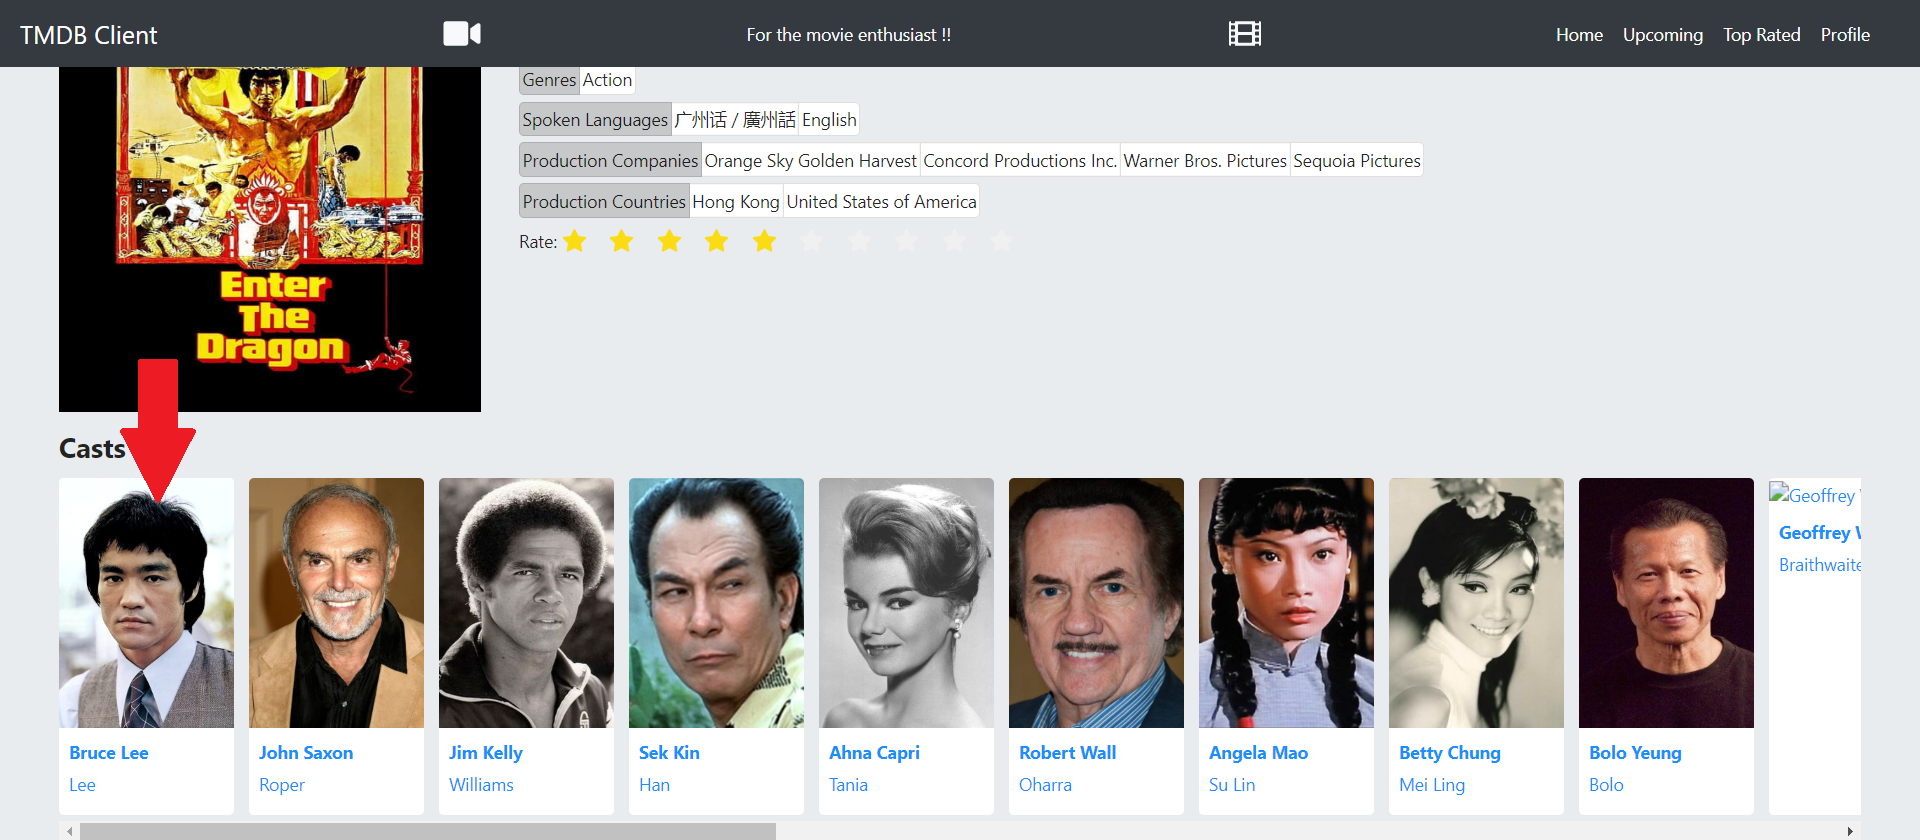 TMDB Client For the movie enthusiast !! Home Upcoming Top Rated Profile
Genres Action
Spoken Languages 广州话 / 廣州話 English
Production Companies Orange Sky Golden Harvest Concord Productions Inc. Warner Bros. Pictures Sequoia Pictures
Production Countries Hong Kong United States of America
Rate:
Enter
The
Dragon
Casts
Geoffrey
Geoffrey
Braithwaite
Bruce Lee John Saxon Jim Kelly Sek Kin Ahna Capri Robert Wall Angela Mao Betty Chung Bolo Yeung
Lee Roper Williams Han Tania Oharra Su Lin Mei Ling Bolo